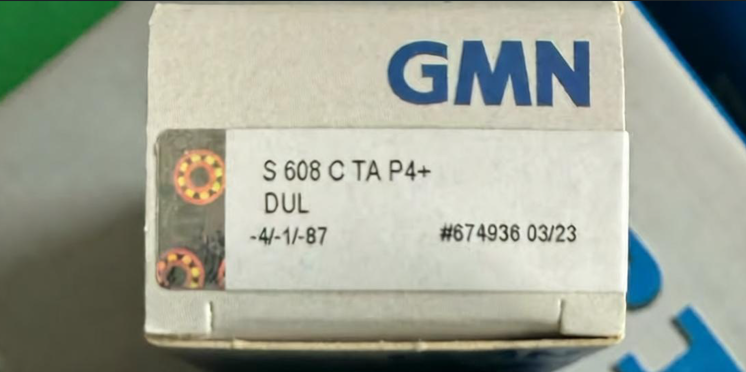 GMN
S 608 C TA P4+
DUL
-4/-1/-87 #674936 03/23